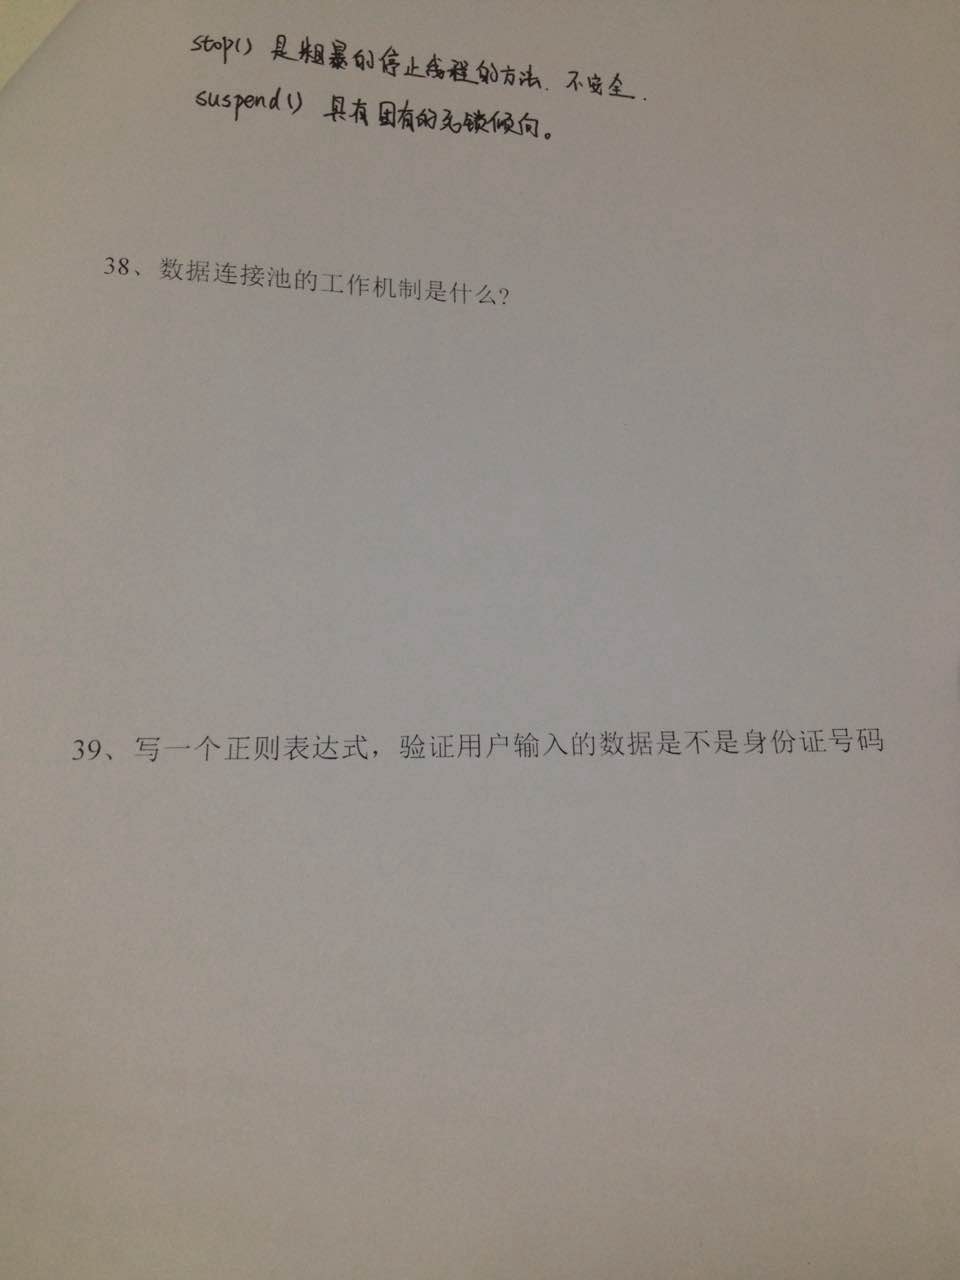 stop() 是粗暴的停止线程的方法. 不安全.
suspend() 具有固有的死锁倾向。
38、数据连接池的工作机制是什么?
39、写一个正则表达式，验证用户输入的数据是不是身份证号码